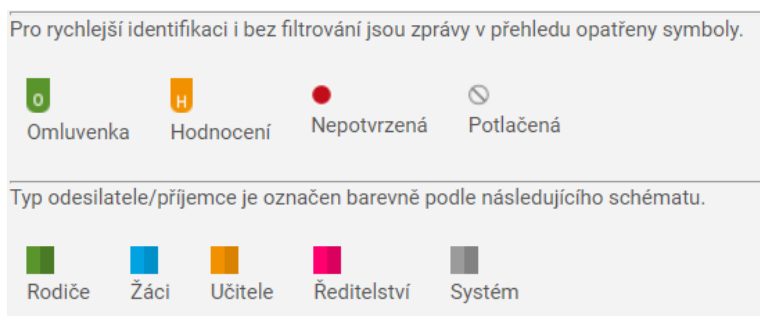 Pro rychlejší identifikaci i bez filtrování jsou zprávy v přehledu opatřeny symboly.
O H
Omluvenka Hodnocení Nepotvrzená Potlačená
Typ odesilatele/příjemce je označen barevně podle následujícího schématu.
Rodiče Žáci Učitele Ředitelství Systém